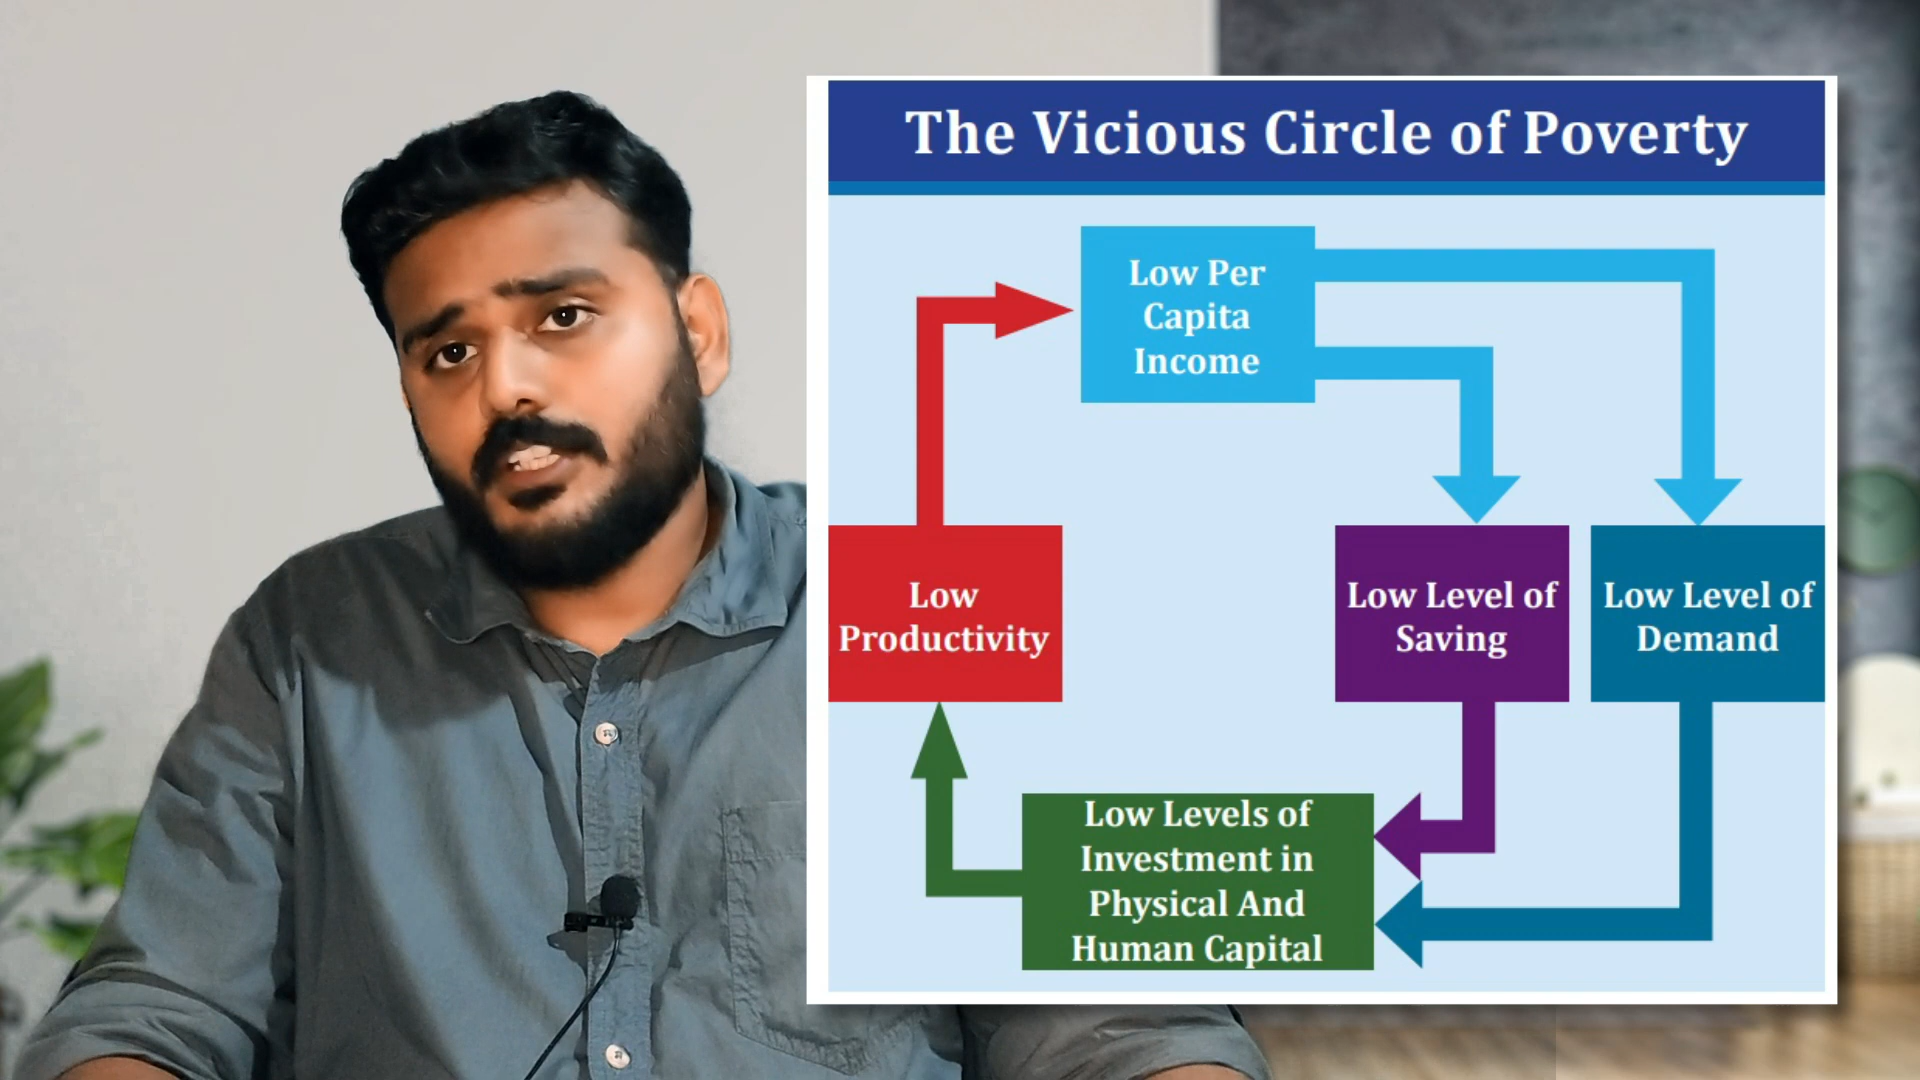 The Vicious Circle of Poverty
Low Per
Capita
Income
Low
Productivity
Low Level of
Saving
Low Level of
Demand
Low Levels of
Investment in
Physical And
Human Capital